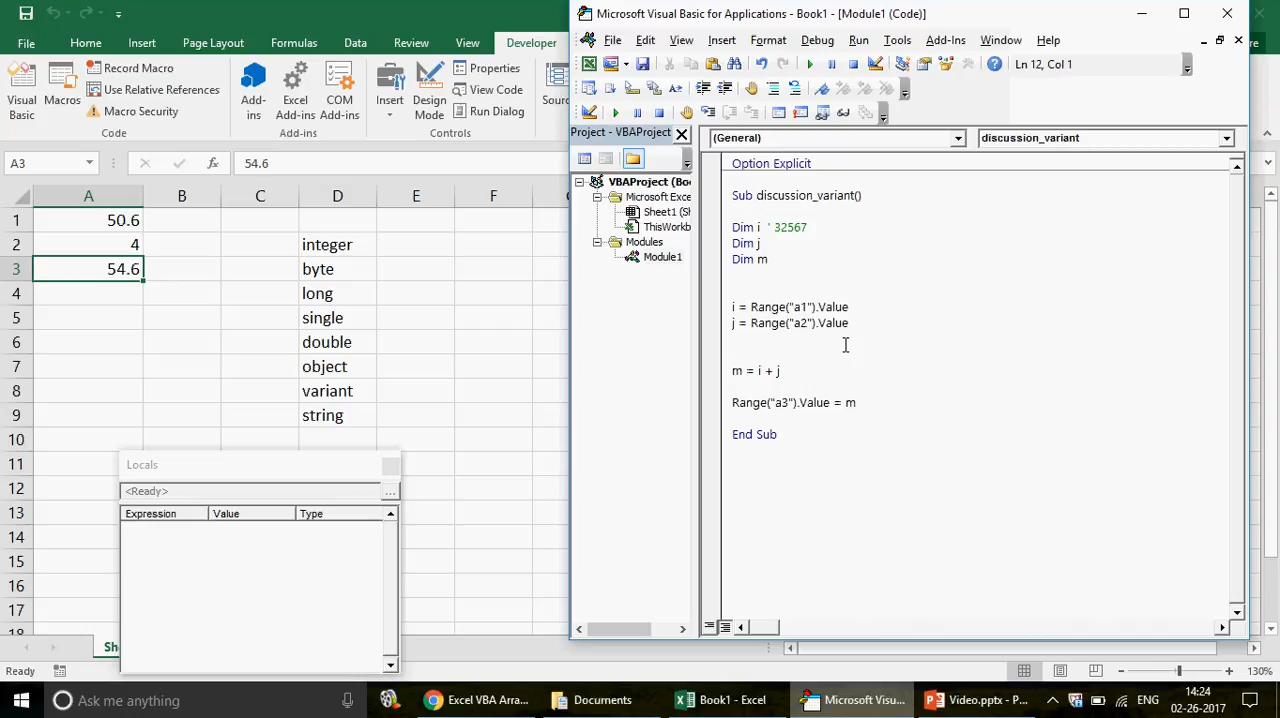 Microsoft Visual Basic for Applications - Book1 - [Module1 (Code)]
File Home Insert Page Layout Formulas Data Review View Developer
File Edit View Insert Format Debug Run Tools Add-Ins Window Help
Ln 12, Col 1
Visual Basic
Macros
Record Macro
Use Relative References
Macro Security
Code
Add-ins
Excel Add-ins
COM Add-ins
Add-ins
Insert
Design Mode
Properties
View Code
Run Dialog
Controls
A3
fx
54.6
A B C D E F
1 50.6
2 4 integer
3 54.6 byte
4 long
5 single
6 double
7 object
8 variant
9 string
10
11
12
13
14
15
16
17
18
Locals
<Ready>
...
Expression Value Type
Project - VBAProject
VBAProject (Boo
Microsoft Exce
Sheet1 (Sh
ThisWorkb
Modules
Module1
(General)
discussion_variant
Option Explicit
Sub discussion_variant()
Dim i ' 32567
Dim j
Dim m
i = Range("a1").Value
j = Range("a2").Value
m = i + j
Range("a3").Value = m
End Sub
Ready
130%
Ask me anything
Excel VBA Arra...
Documents
Book1 - Excel
Microsoft Visu...
Video.pptx - P...
ENG
14:24
02-26-2017